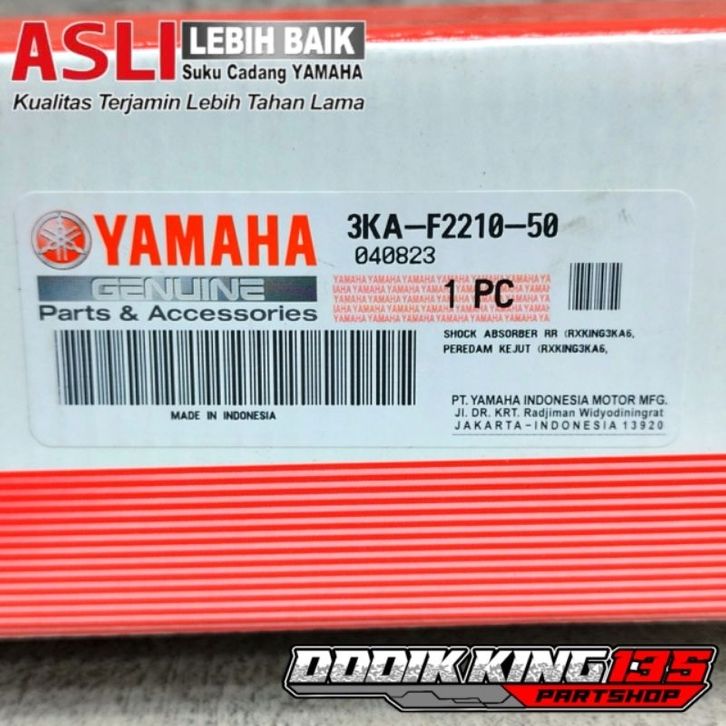 ASLI LEBIH BAIK
Suku Cadang YAMAHA
Kualitas Terjamin Lebih Tahan Lama
YAMAHA
GENUINE
Parts & Accessories
3KA-F2210-50
040823
1 PC
SHOCK ABSORBER RR (RXKING3KA6,
PEREDAM KEJUT (RXKING3KA6,
MADE IN INDONESIA
PT. YAMAHA INDONESIA MOTOR MFG.
Jl. DR. KRT. Radjiman Widyodiningrat
JAKARTA-INDONESIA 13920
DODIK KING 135
PARTSHOP